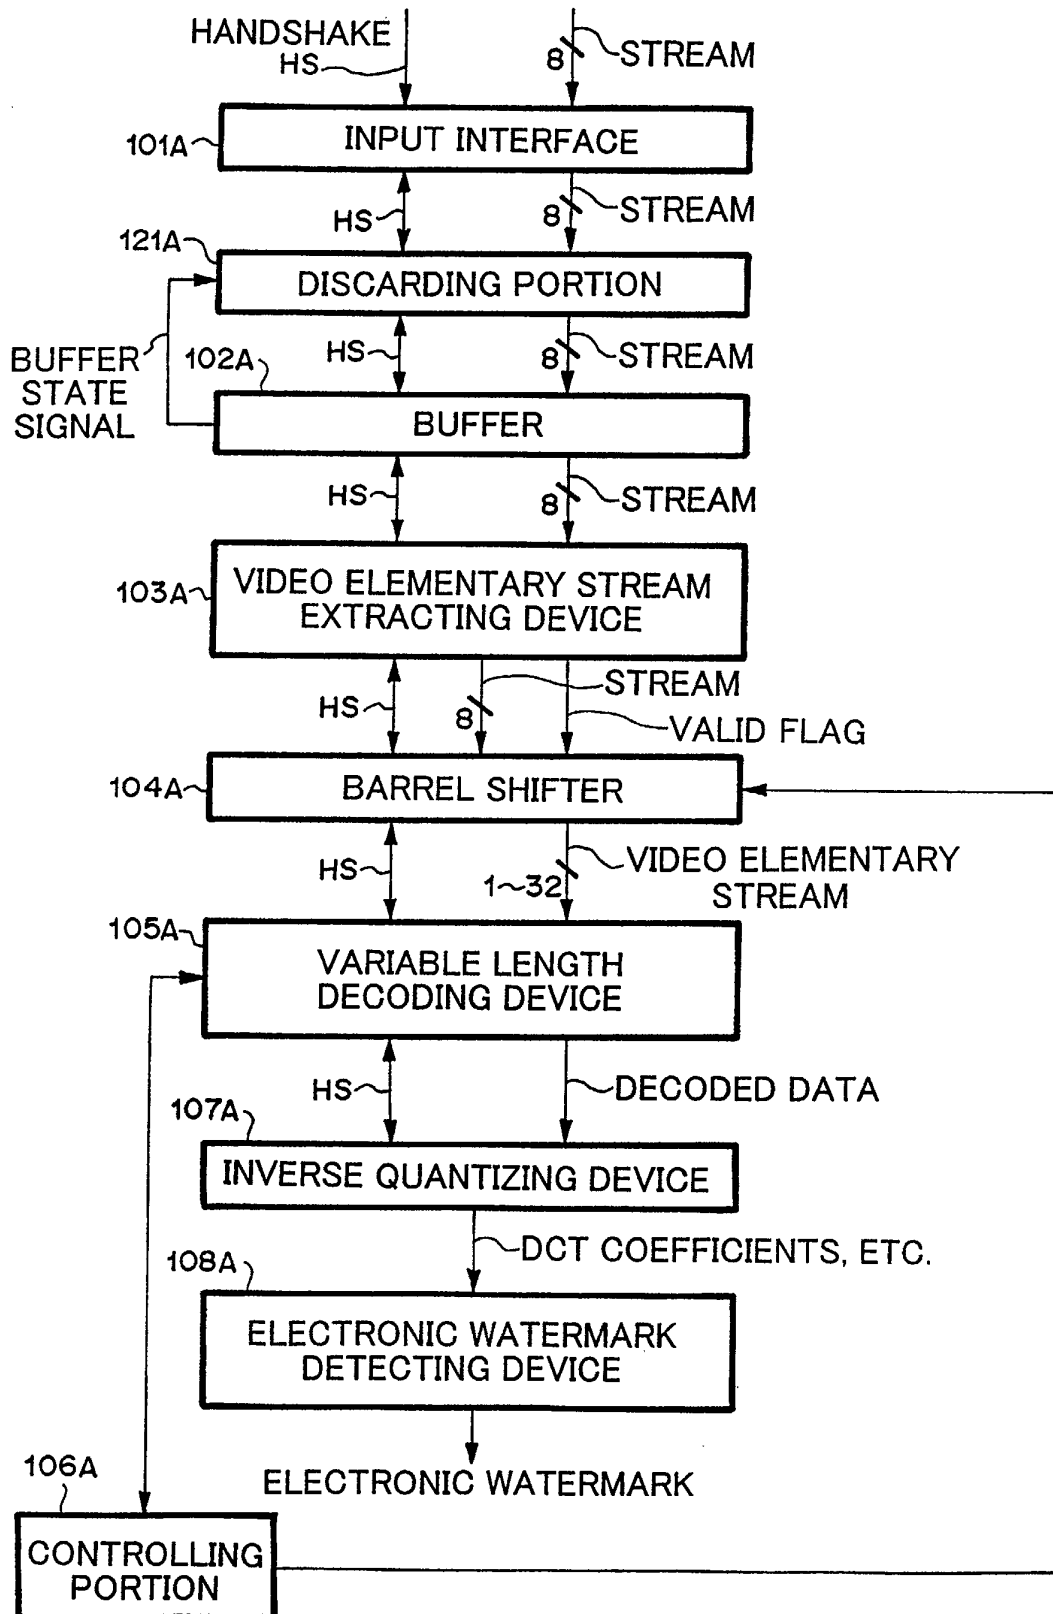 HANDSHAKE
HS
8
STREAM
INPUT INTERFACE
101A
HS
8
STREAM
121A
DISCARDING PORTION
BUFFER
STATE
SIGNAL
102A
HS
8
STREAM
BUFFER
HS
8
STREAM
103A
VIDEO ELEMENTARY STREAM
EXTRACTING DEVICE
HS
8
STREAM
VALID FLAG
104A
BARREL SHIFTER
HS
1~32
VIDEO ELEMENTARY
STREAM
105A
VARIABLE LENGTH
DECODING DEVICE
HS
DECODED DATA
107A
INVERSE QUANTIZING DEVICE
DCT COEFFICIENTS, ETC.
108A
ELECTRONIC WATERMARK
DETECTING DEVICE
ELECTRONIC WATERMARK
106A
CONTROLLING
PORTION